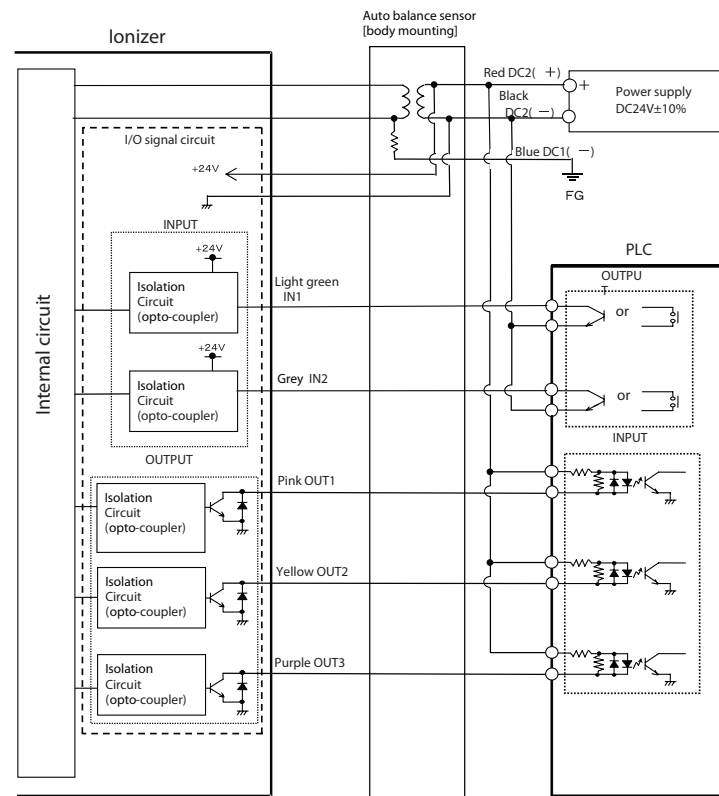 Auto balance sensor
[body mounting]
Ionizer
Red DC2( +)
+
Power supply
DC24V±10%
Black
DC2( −)
I/O signal circuit
Blue DC1( −)
+24V
FG
INPUT
+24V
PLC
OUTPU
T
Isolation
Circuit
(opto-coupler)
Light green
IN1
or
+24V
Isolation
Circuit
(opto-coupler)
Grey IN2
or
Internal circuit
OUTPUT
INPUT
Isolation
Circuit
(opto-coupler)
Pink OUT1
Isolation
Circuit
(opto-coupler)
Yellow OUT2
Isolation
Circuit
(opto-coupler)
Purple OUT3